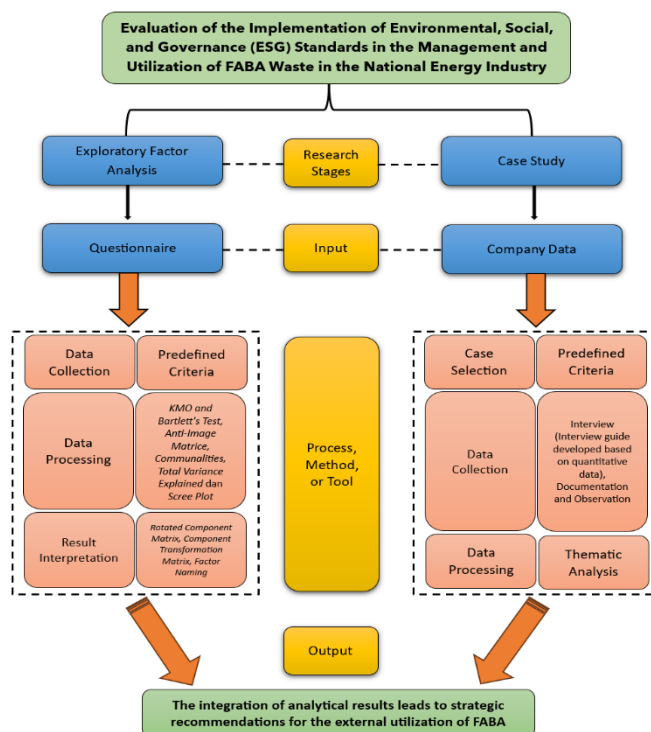 Evaluation of the Implementation of Environmental, Social,
and Governance (ESG) Standards in the Management and
Utilization of FABA Waste in the National Energy Industry
Exploratory Factor
Analysis
Research
Stages
Case Study
Questionnaire
Input
Company Data
Data
Collection
Predefined
Criteria
Data
Processing
KMO and
Bartlett's Test,
Anti-Image
Matrice,
Communalities,
Total Variance
Explained dan
Scree Plot
Result
Interpretation
Rotated Component
Matrix, Component
Transformation
Matrix, Factor
Naming
Process,
Method,
or Tool
Case
Selection
Predefined
Criteria
Data
Collection
Interview
(Interview guide
developed based
on quantitative
data),
Documentation
and Observation
Data
Processing
Thematic
Analysis
Output
The integration of analytical results leads to strategic
recommendations for the external utilization of FABA